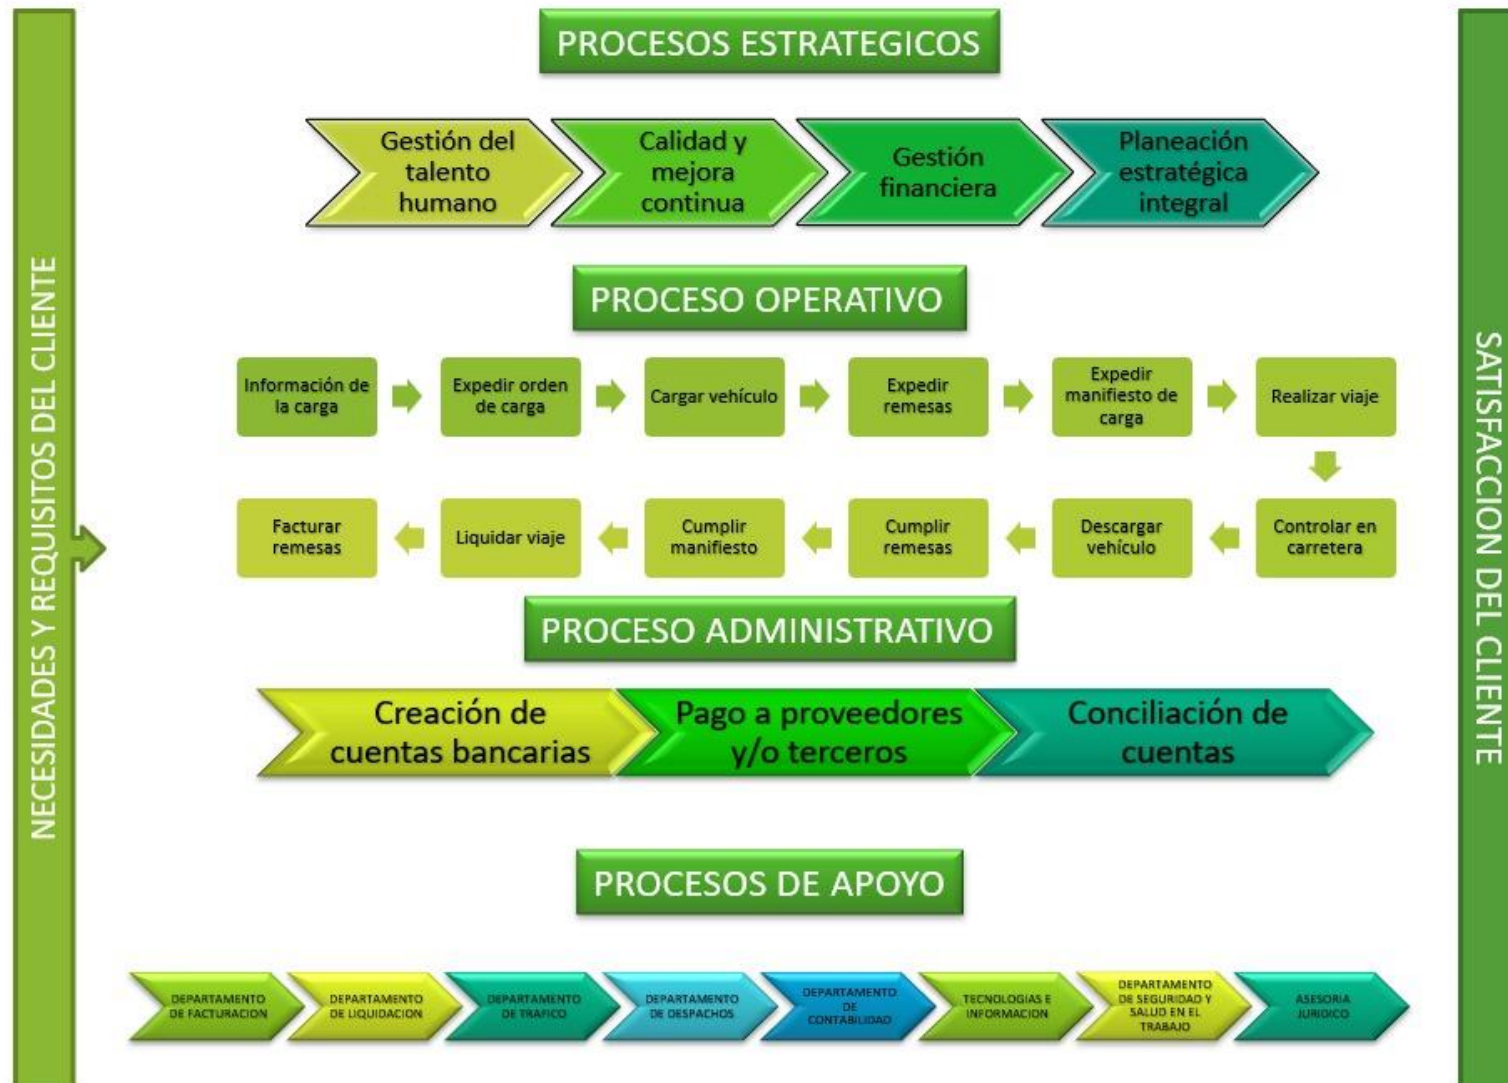 NECESIDADES Y REQUISITOS DEL CLIENTE
PROCESOS ESTRATEGICOS
Gestión del
talento
humano
Calidad y
mejora
continua
Gestión
financiera
Planeación
estratégica
integral
PROCESO OPERATIVO
Información de
la carga
Expedir orden
de carga
Cargar vehículo
Expedir
remesas
Expedir
manifiesto de
carga
Realizar viaje
Controlar en
carretera
Descargar
vehículo
Cumplir
remesas
Cumplir
manifiesto
Liquidar viaje
Facturar
remesas
PROCESO ADMINISTRATIVO
Creación de
cuentas bancarias
Pago a proveedores
y/o terceros
Conciliación de
cuentas
PROCESOS DE APOYO
DEPARTAMENTO
DE FACTURACION
DEPARTAMENTO
DE LIQUIDACION
DEPARTAMENTO
DE TRAFICO
DEPARTAMENTO
DE DESPACHOS
DEPARTAMENTO
DE
CONTABILIDAD
TECNOLOGIAS E
INFORMACION
DEPARTAMENTO
DE SEGURIDAD Y
SALUD EN EL
TRABAJO
ASESORIA
JURIDICO
SATISFACCION DEL CLIENTE